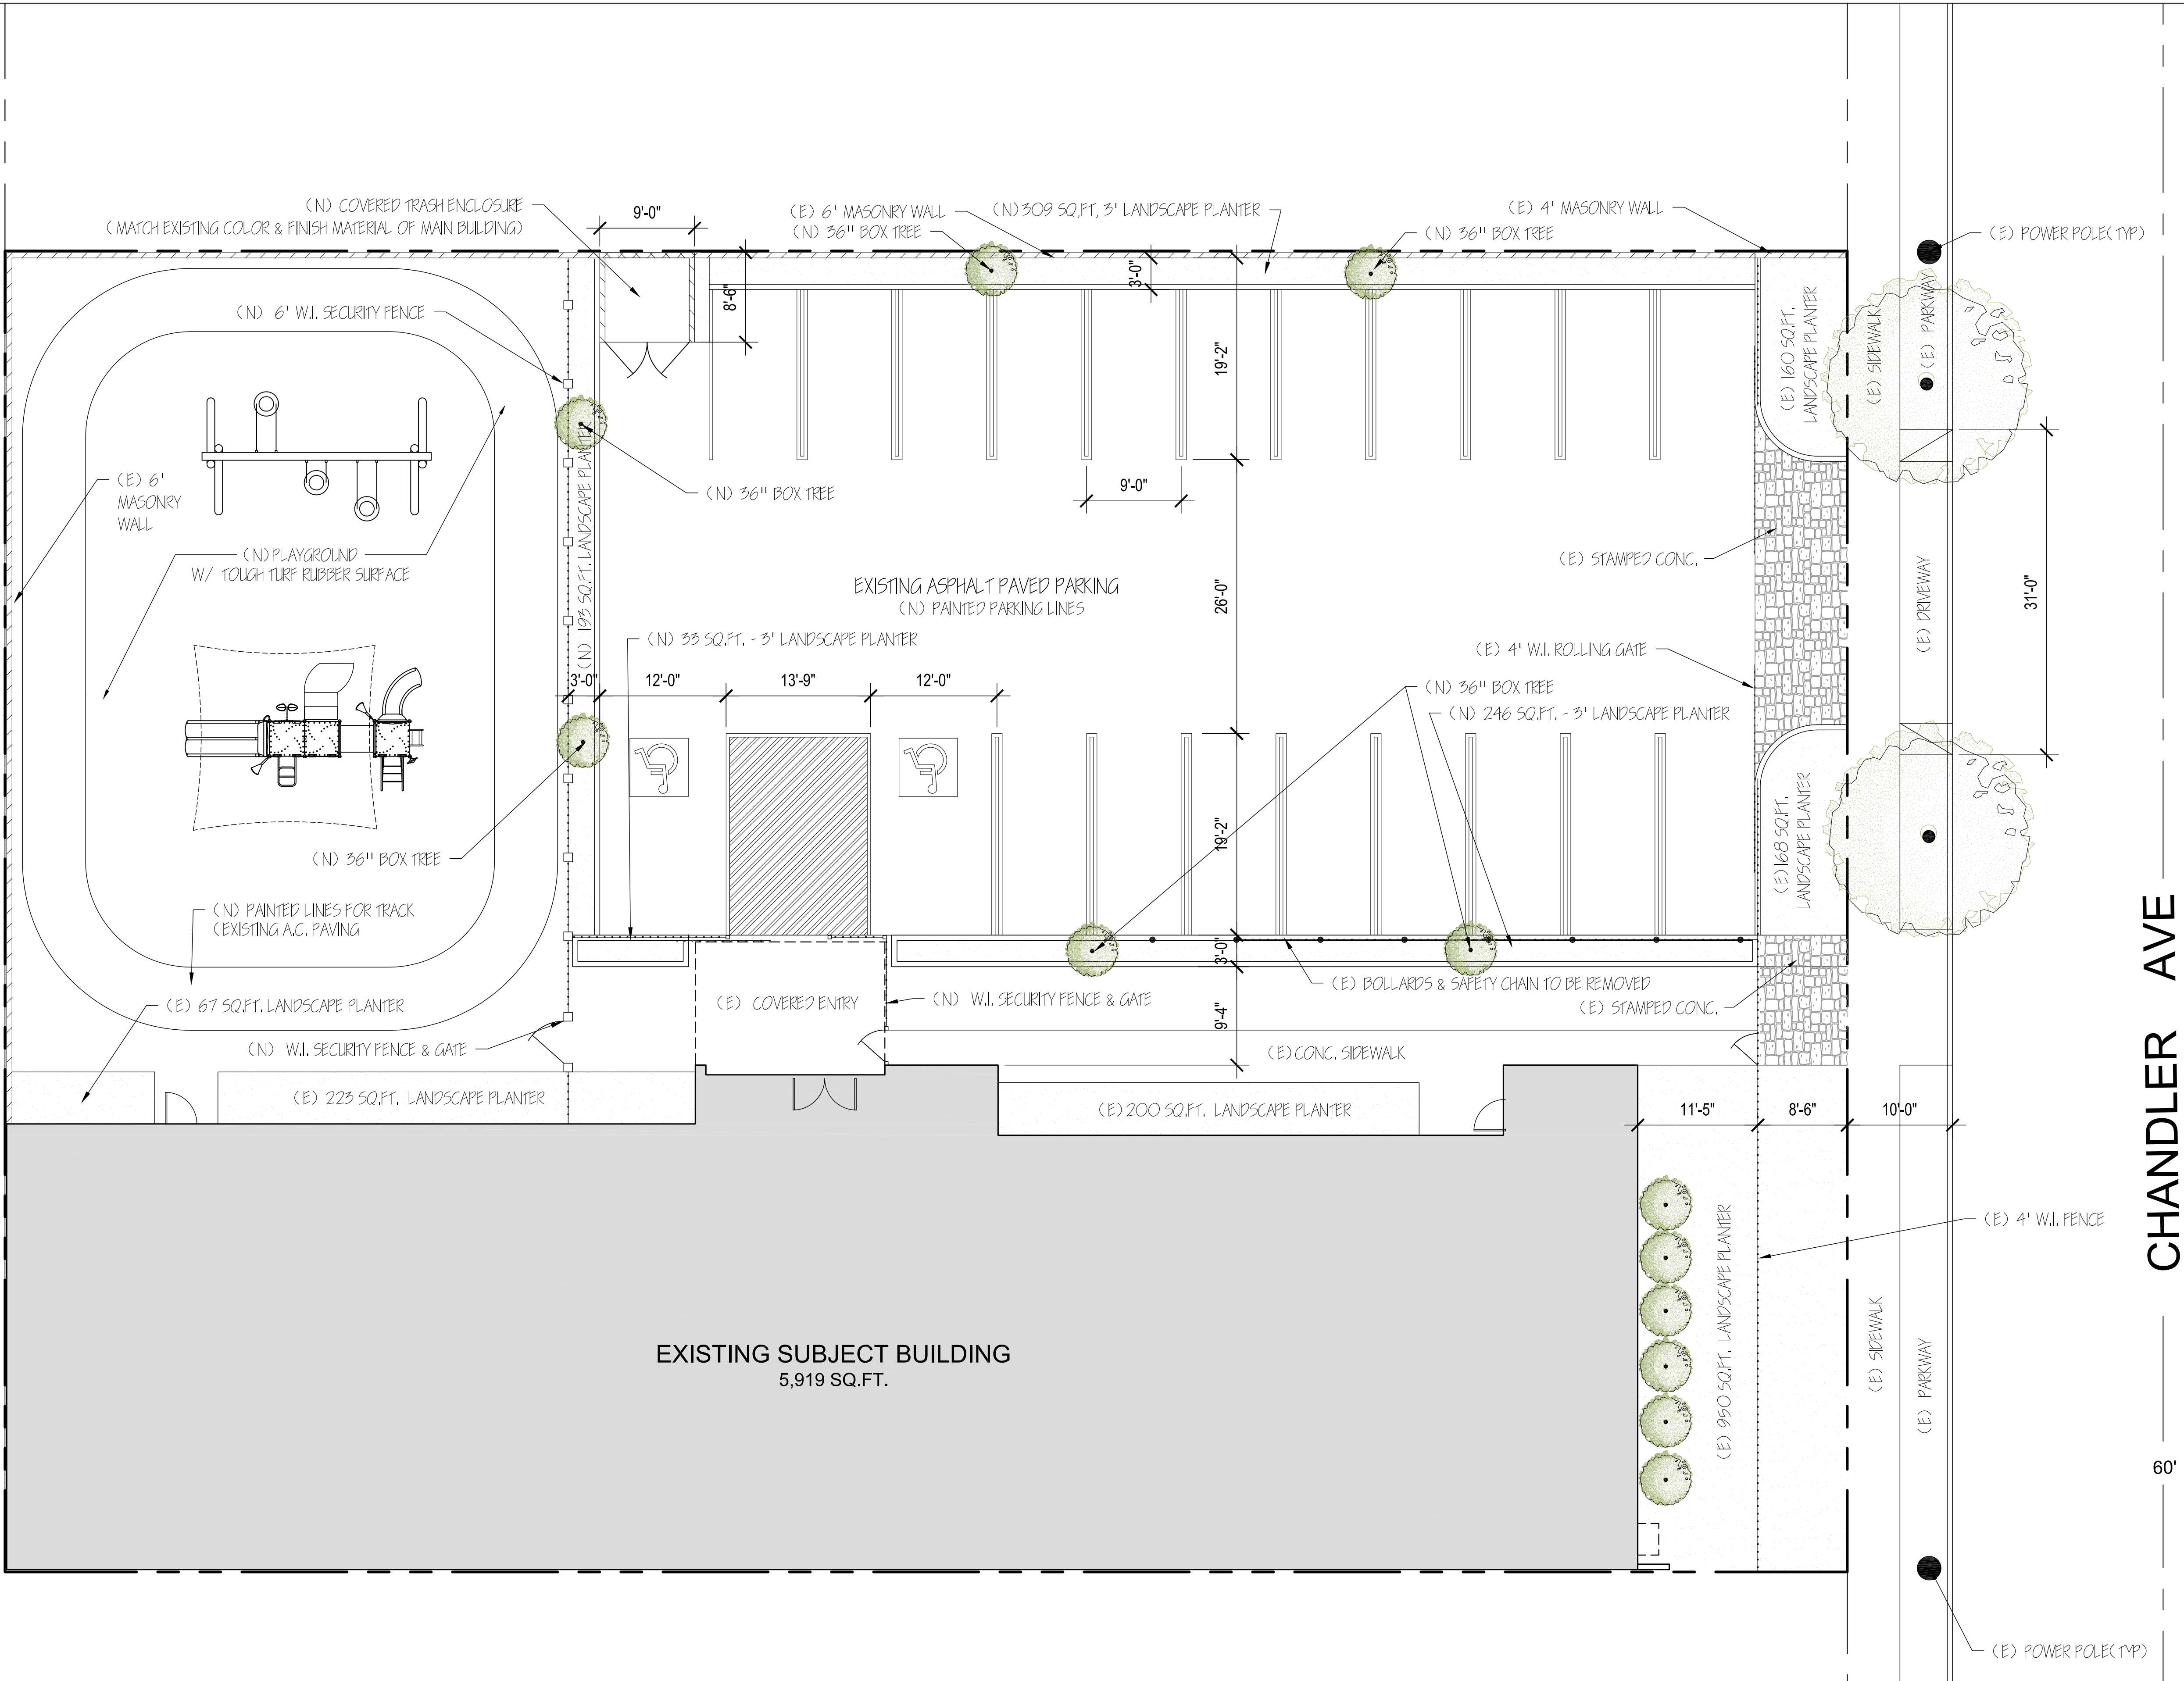 (N) COVERED TRASH ENCLOSURE
(MATCH EXISTING COLOR & FINISH MATERIAL OF MAIN BUILDING)
9'-0"
(E) 6' MASONRY WALL
(N) 36" BOX TREE
(N) 309 SQ.FT. 3' LANDSCAPE PLANTER
(E) 4' MASONRY WALL
(N) 36" BOX TREE
(E) POWER POLE(TYP)
8'-6"
3'-0"
(N) 6' W.I. SECURITY FENCE
(E) 160 SQ.FT.
LANDSCAPE PLANTER
(E) SIDEWALK
(E) PARKWAY
19'-2"
(E) 6'
MASONRY
WALL
(N) 193 SQ.FT. LANDSCAPE PLANTER
(N) 36" BOX TREE
9'-0"
(N) PLAYGROUND
W/ TOUGH TURF RUBBER SURFACE
EXISTING ASPHALT PAVED PARKING
(N) PAINTED PARKING LINES
26'-0"
(E) STAMPED CONC.
(E) DRIVEWAY
31'-0"
(N) 33 SQ.FT. - 3' LANDSCAPE PLANTER
(E) 4' W.I. ROLLING GATE
3'-0"
12'-0"
13'-9"
12'-0"
(N) 36" BOX TREE
(N) 246 SQ.FT. - 3' LANDSCAPE PLANTER
19'-2"
(E) 168 SQ.FT.
LANDSCAPE PLANTER
(N) 36" BOX TREE
(N) PAINTED LINES FOR TRACK
(EXISTING A.C. PAVING
3'-0"
(E) BOLLARDS & SAFETY CHAIN TO BE REMOVED
(E) 67 SQ.FT. LANDSCAPE PLANTER
(E) COVERED ENTRY
(N) W.I. SECURITY FENCE & GATE
(E) STAMPED CONC.
9'-4"
(N) W.I. SECURITY FENCE & GATE
(E) CONC. SIDEWALK
(E) 223 SQ.FT. LANDSCAPE PLANTER
(E) 200 SQ.FT. LANDSCAPE PLANTER
11'-5"
8'-6"
10'-0"
CHANDLER AVE
(E) 950 SQ.FT. LANDSCAPE PLANTER
(E) 4' W.I. FENCE
EXISTING SUBJECT BUILDING
5,919 SQ.FT.
(E) SIDEWALK
(E) PARKWAY
60'
(E) POWER POLE(TYP)